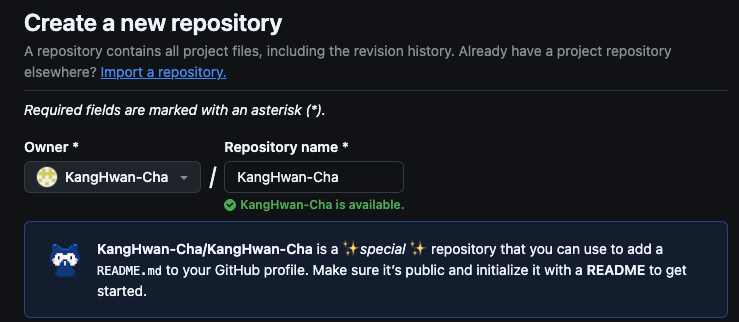 Create a new repository
A repository contains all project files, including the revision history. Already have a project repository
elsewhere? Import a repository.
Required fields are marked with an asterisk (*).
Owner * Repository name *
KangHwan-Cha / KangHwan-Cha
KangHwan-Cha is available.
KangHwan-Cha/KangHwan-Cha is a ✨special✨ repository that you can use to add a
README.md to your GitHub profile. Make sure it’s public and initialize it with a README to get
started.